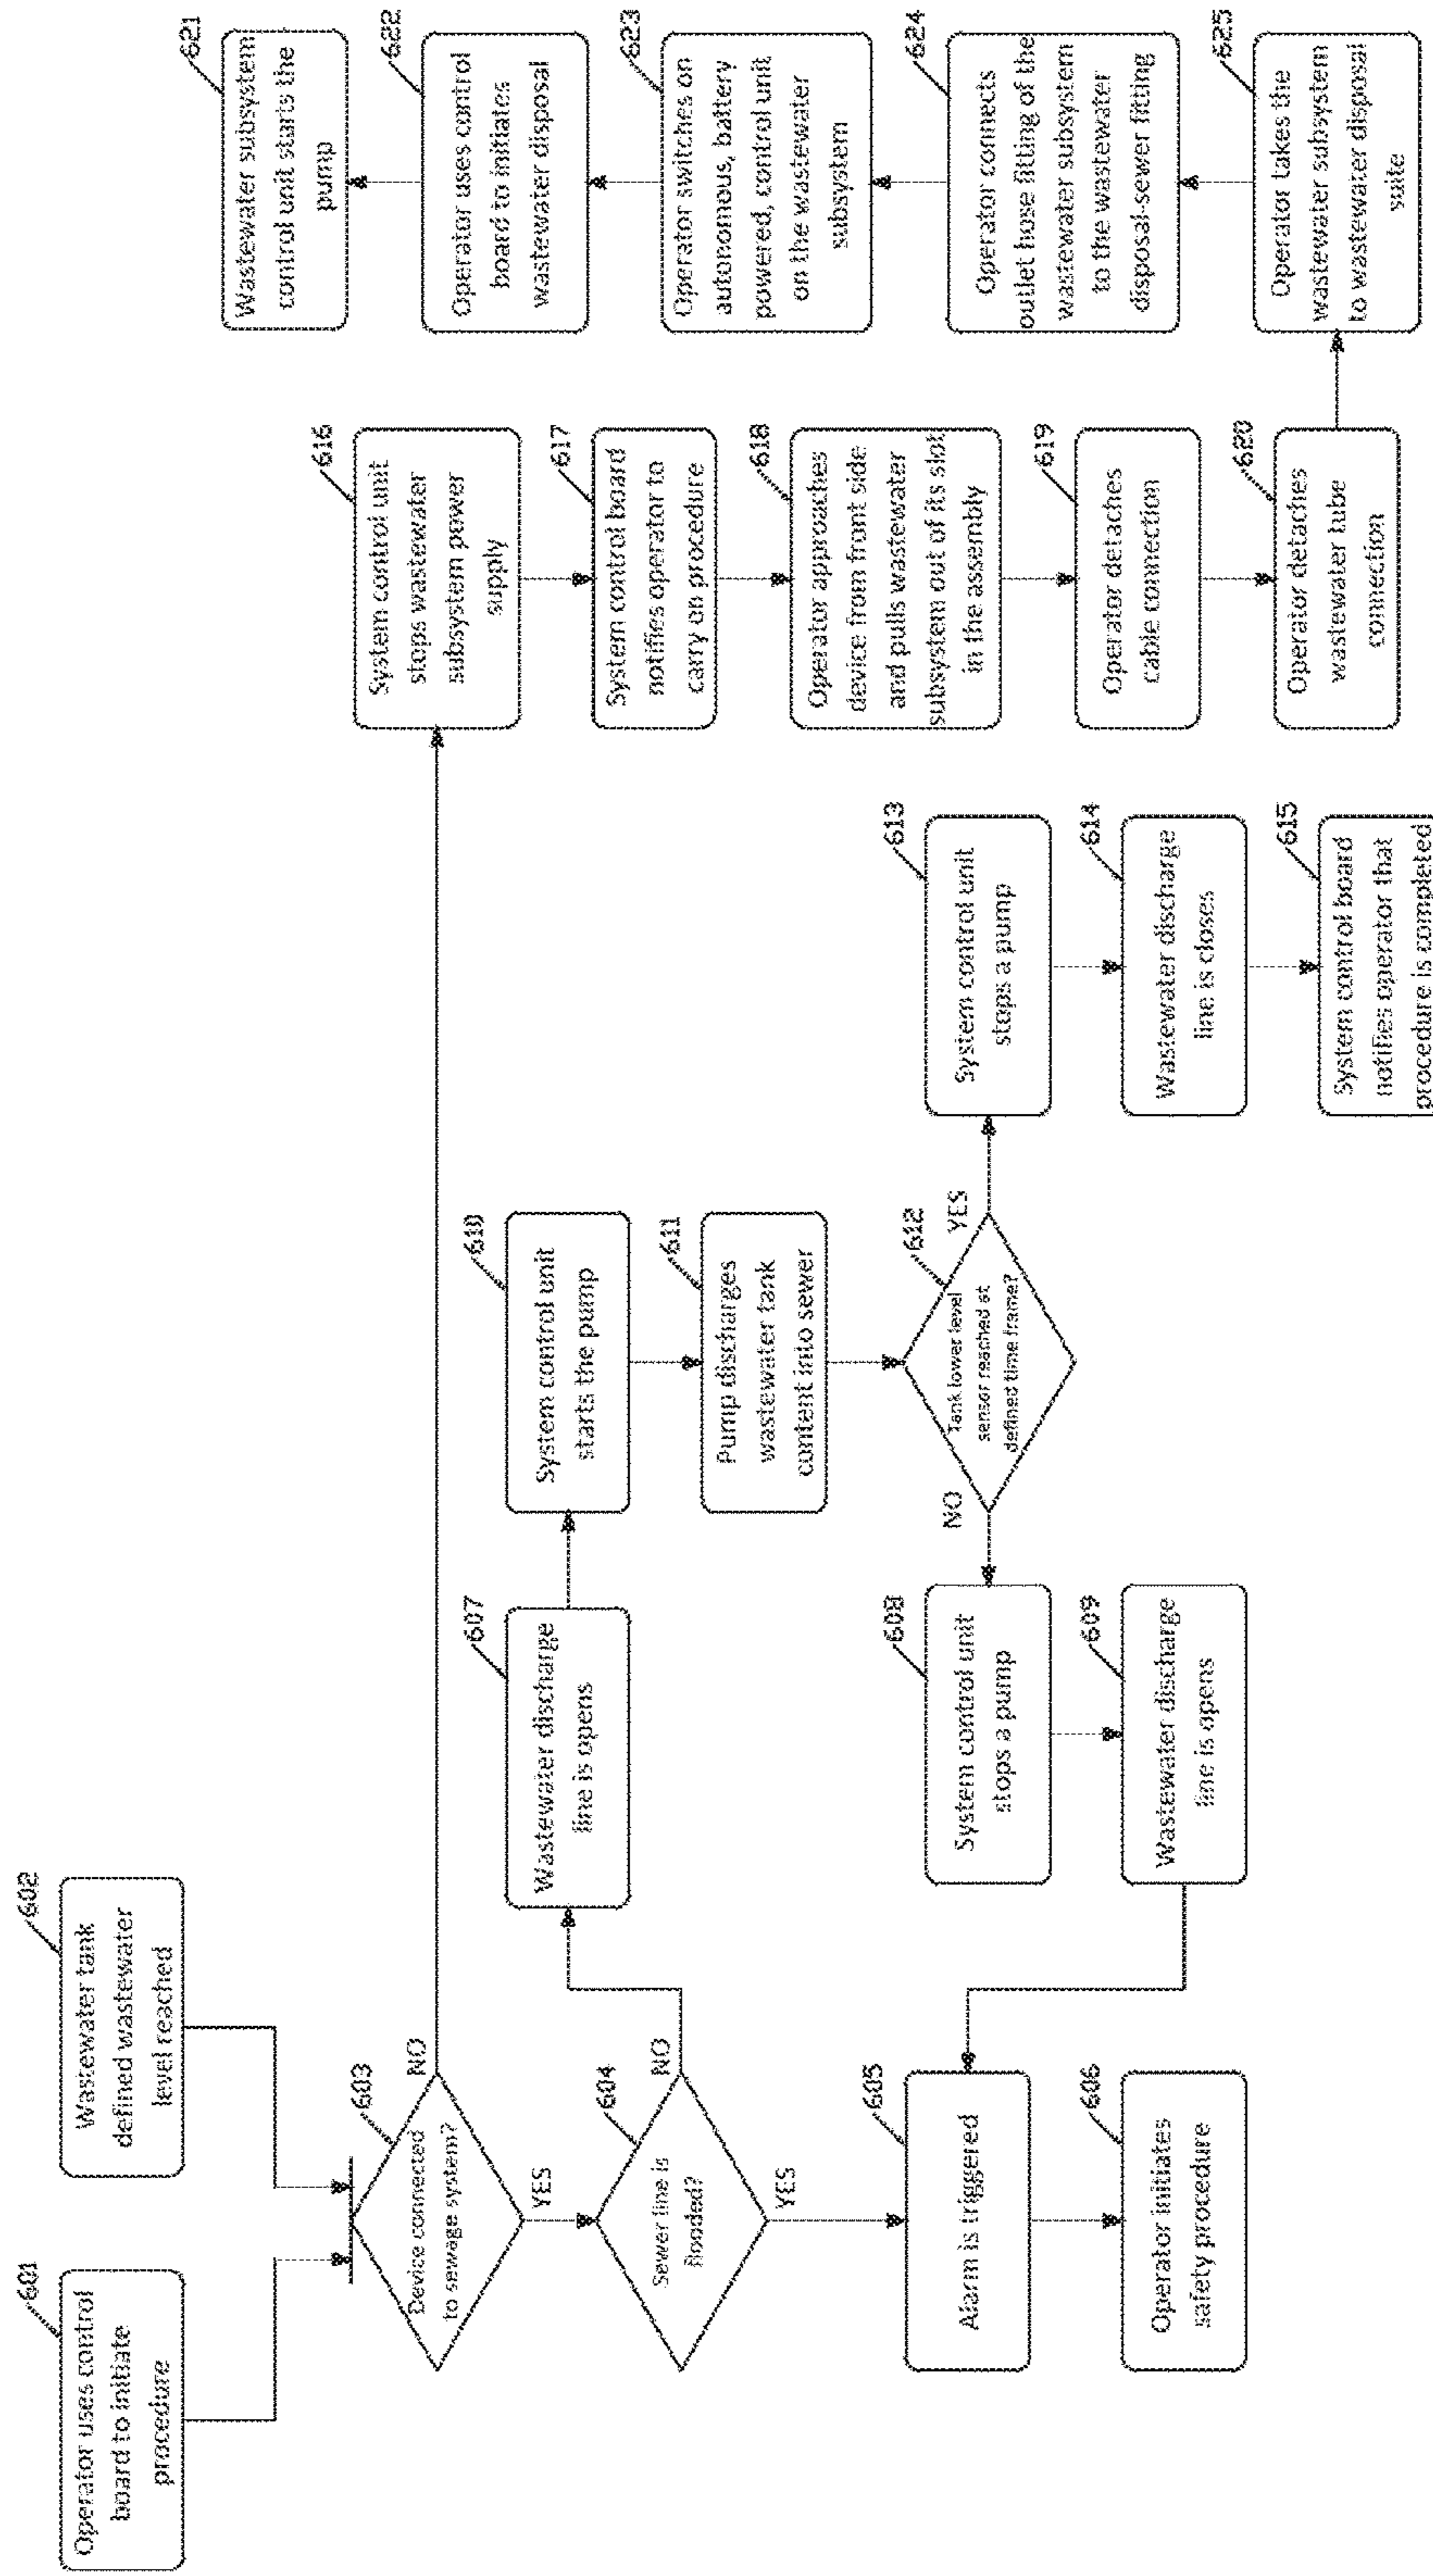 601
Operator uses control
board to initiate
procedure
602
Wastewater tank
defined wastewater
level reached
603
Device connected
to sewage system?
NO
YES
604
Sewer line is
flooded?
NO
YES
605
Alarm is triggered
606
Operator initiates
safety procedure
607
Wastewater discharge
line is opens
608
System control unit
stops a pump
609
Wastewater discharge
line is opens
610
System control unit
starts the pump
611
Pump discharges
wastewater tank
content into sewer
612
Tank lower level
sensor reached at
defined time frame?
NO
YES
613
System control unit
stops a pump
614
Wastewater discharge
line is closes
615
System control board
notifies operator that
procedure is completed
616
System control unit
stops wastewater
subsystem power
supply
617
System control board
notifies operator to
carry on procedure
618
Operator approaches
device from front side
and pulls wastewater
subsystem out of its slot
in the assembly
619
Operator detaches
cable connection
620
Operator detaches
wastewater tube
connection
621
Wastewater subsystem
control unit starts the
pump
622
Operator uses control
board to initiates
wastewater disposal
623
Operator switches on
autonomous, battery
powered, control unit
on the wastewater
subsystem
624
Operator connects
outlet hose fitting of the
wastewater subsystem
to the wastewater
disposal-sewer fitting
625
Operator takes the
wastewater subsystem
to wastewater disposal
suite